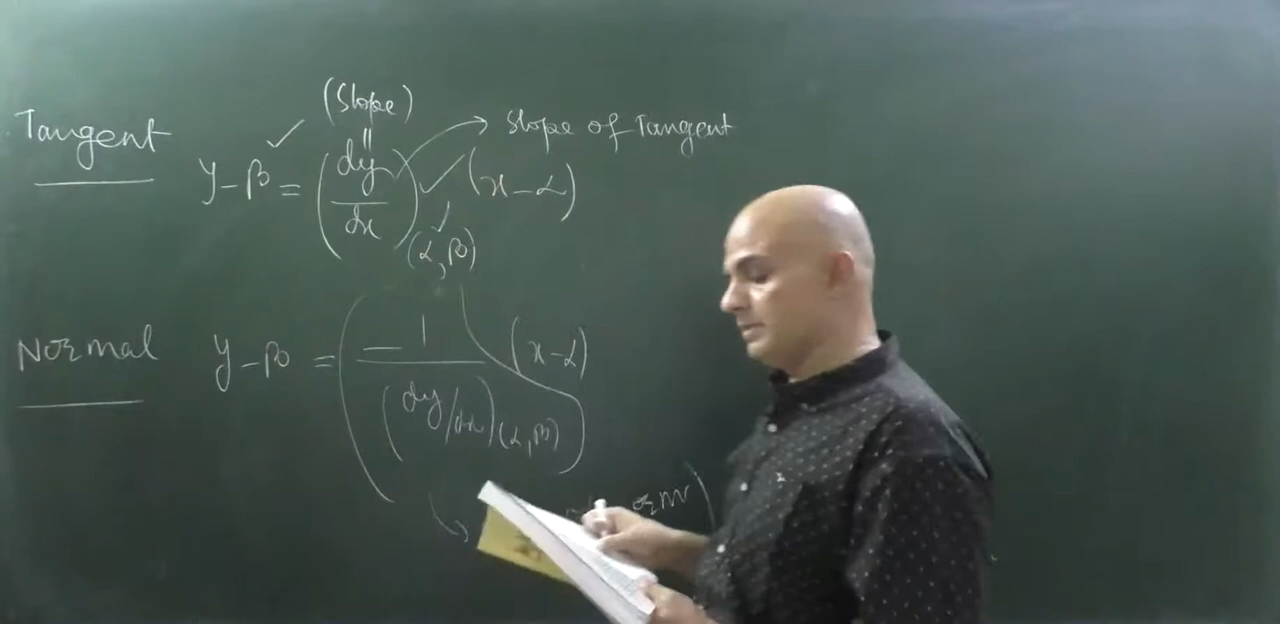 (Slope)
Tangent y-β = (dy/dx)(α,β) (x-α) → Slope of Tangent
Normal y-β = (-1/(dy/dx)(α,β)) (x-α)